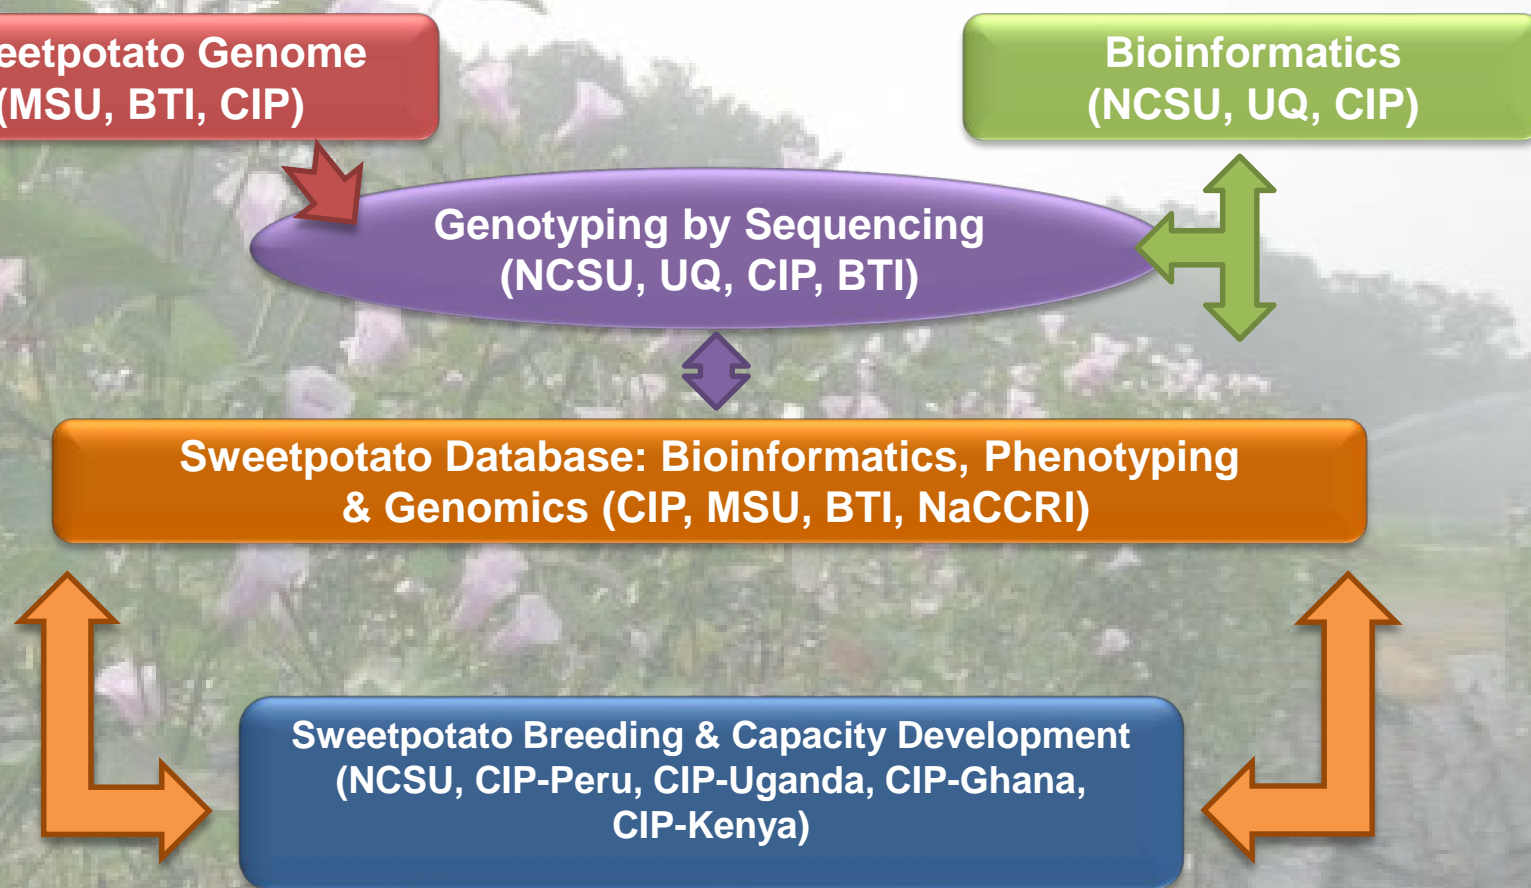 eetpotato Genome
(MSU, BTI, CIP)
Bioinformatics
(NCSU, UQ, CIP)
Genotyping by Sequencing
(NCSU, UQ, CIP, BTI)
Sweetpotato Database: Bioinformatics, Phenotyping
& Genomics (CIP, MSU, BTI, NaCCRI)
Sweetpotato Breeding & Capacity Development
(NCSU, CIP-Peru, CIP-Uganda, CIP-Ghana,
CIP-Kenya)